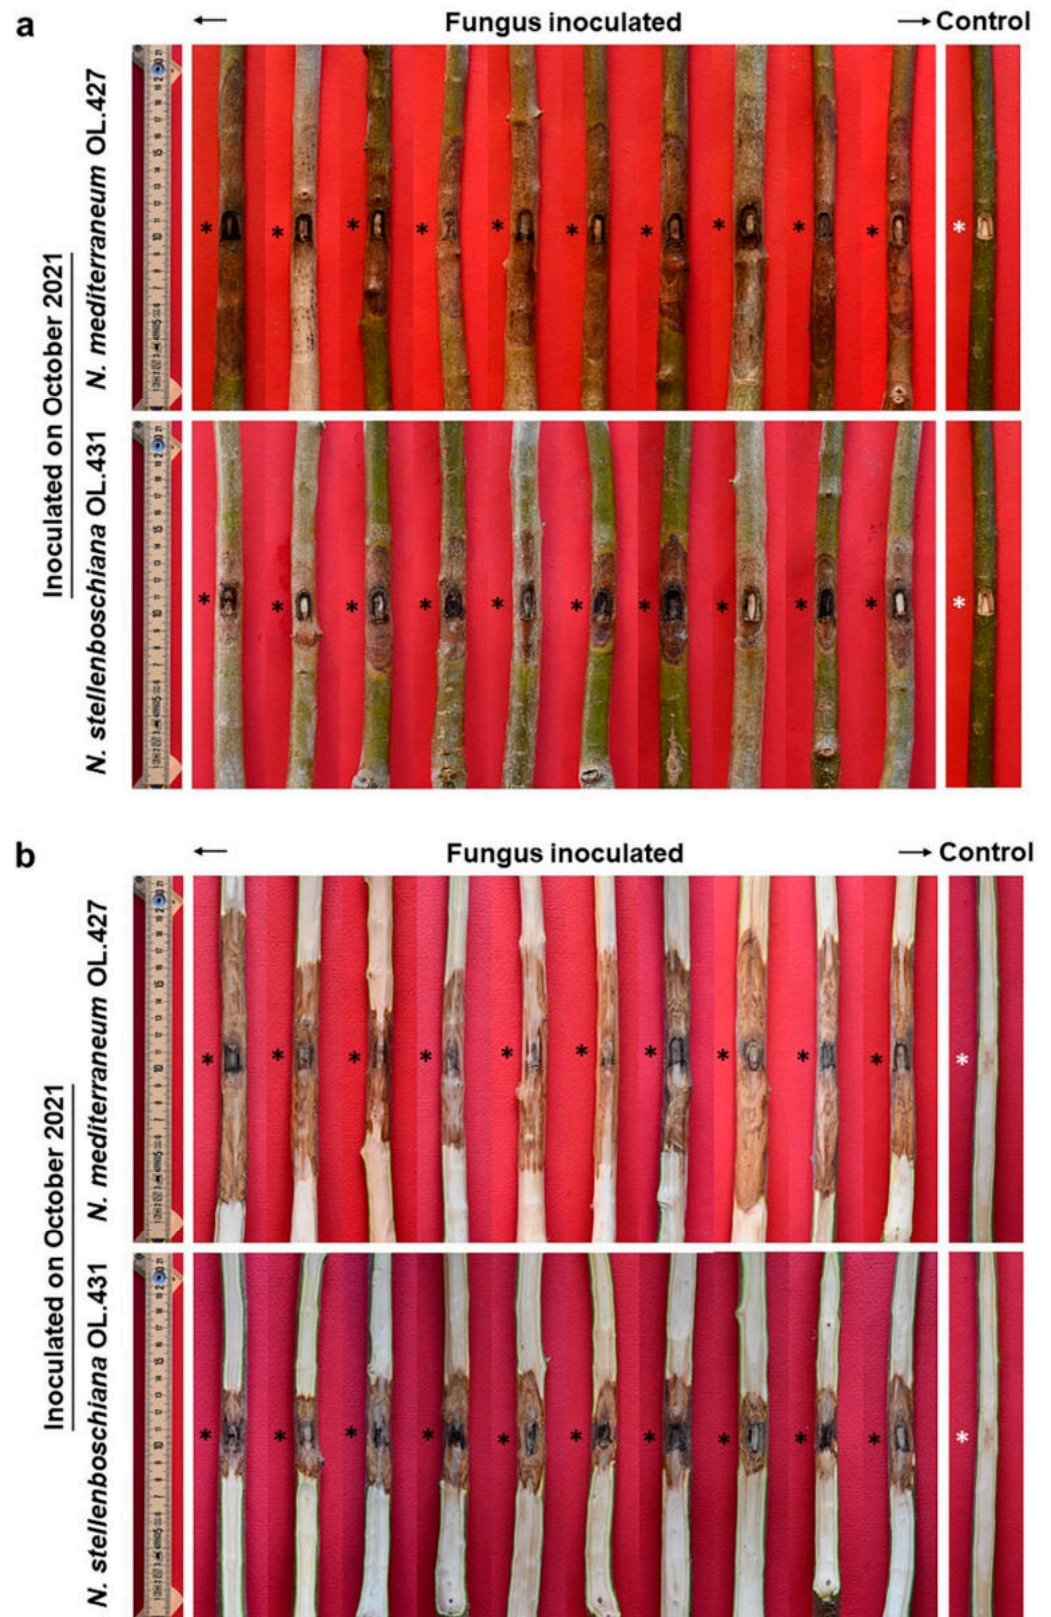 a
← Fungus inoculated → Control
Inoculated on October 2021
N. mediterraneum OL.427
* * * * * * * * * * *
N. stellenboschiana OL.431
* * * * * * * * * * *
b
← Fungus inoculated → Control
Inoculated on October 2021
N. mediterraneum OL.427
* * * * * * * * * * *
N. stellenboschiana OL.431
* * * * * * * * * * *